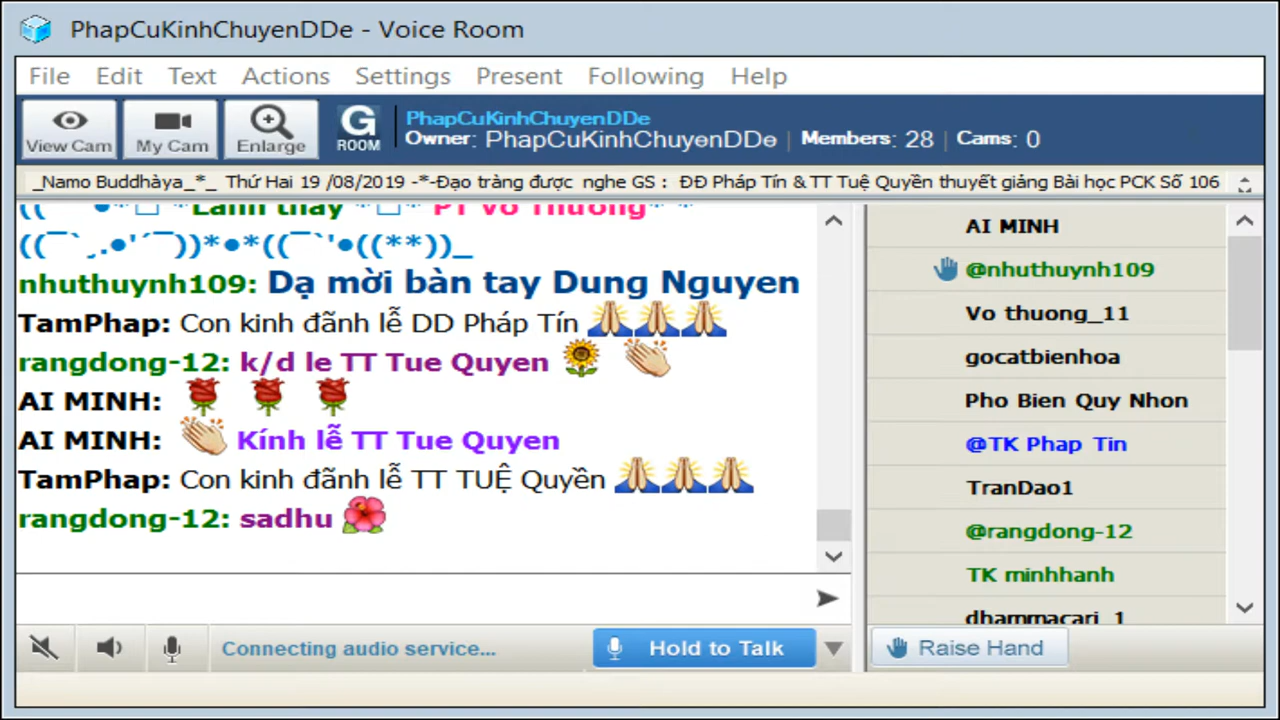 PhapCuKinhChuyenDDe - Voice Room
File Edit Text Actions Settings Present Following Help
View Cam
My Cam
Enlarge
G ROOM
PhapCuKinhChuyenDDe
Owner: PhapCuKinhChuyenDDe | Members: 28 | Cams: 0
_Namo Buddhàya_*_ Thứ Hai 19 /08/2019 -*-Đạo tràng được nghe GS : ĐĐ Pháp Tín & TT Tuệ Quyền thuyết giảng Bài học PCK Số 106
((¯`´¸.●'´¯))*●*((¯`'●((**))_
nhuthuynh109: Dạ mời bàn tay Dung Nguyen
TamPhap: Con kinh đãnh lễ DD Pháp Tín
rangdong-12: k/d le TT Tue Quyen
AI MINH:
AI MINH: Kính lễ TT Tue Quyen
TamPhap: Con kinh đãnh lễ TT TUỆ Quyền
rangdong-12: sadhu
AI MINH
@nhuthuynh109
Vo thuong_11
gocatbienhoa
Pho Bien Quy Nhon
@TK Phap Tin
TranDao1
@rangdong-12
TK minhhanh
dhammacari_1
Connecting audio service...
Hold to Talk
Raise Hand